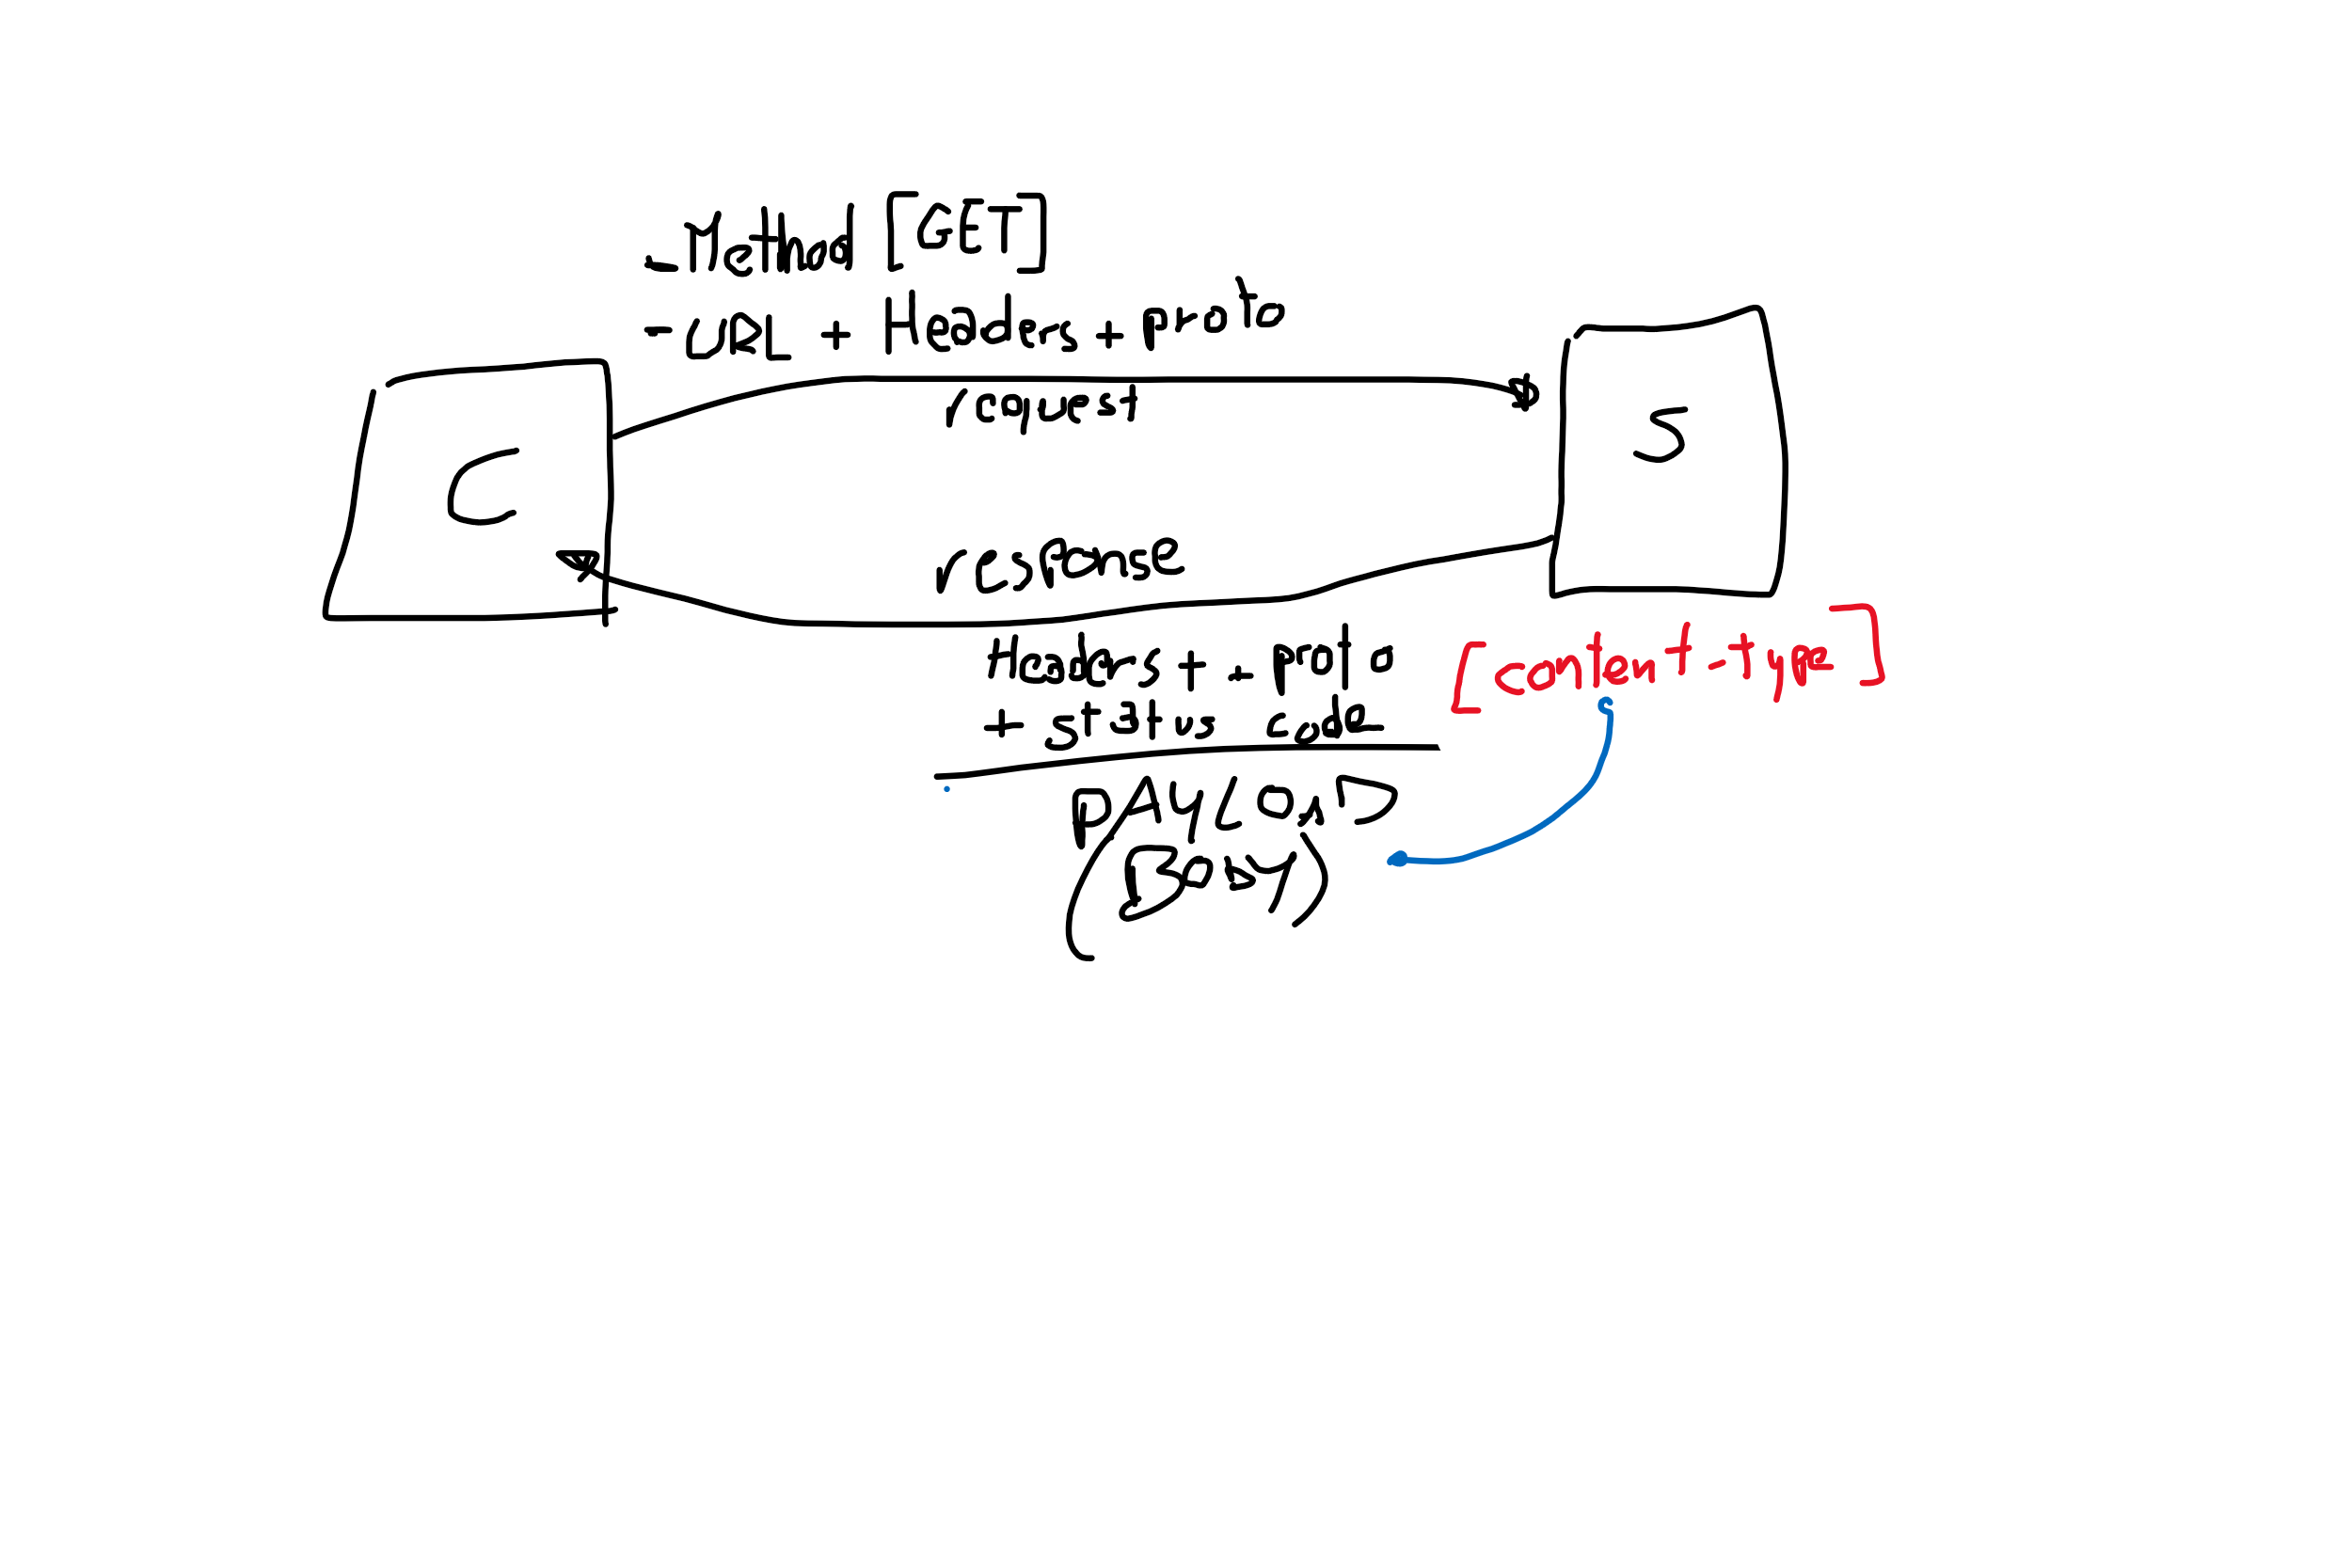 - Method [GET]
- URL + Headers + proto
request
C
S
response
Headers + - proto
+ status code
[content-type]
PAYLOAD
(BODY)